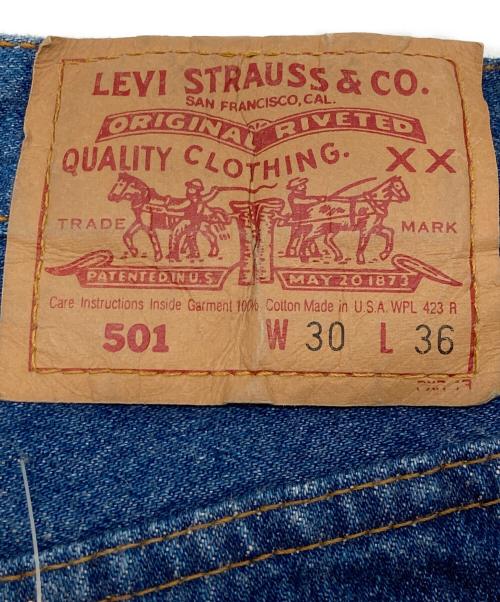 LEVI STRAUSS & CO.
SAN FRANCISCO, CAL.
ORIGINAL RIVETED
QUALITY CLOTHING. XX
TRADE MARK
PATENTED IN U.S. MAY 20 1873
Care Instructions Inside Garment 100% Cotton Made in U.S.A. WPL 423 R
501 W 30 L 36